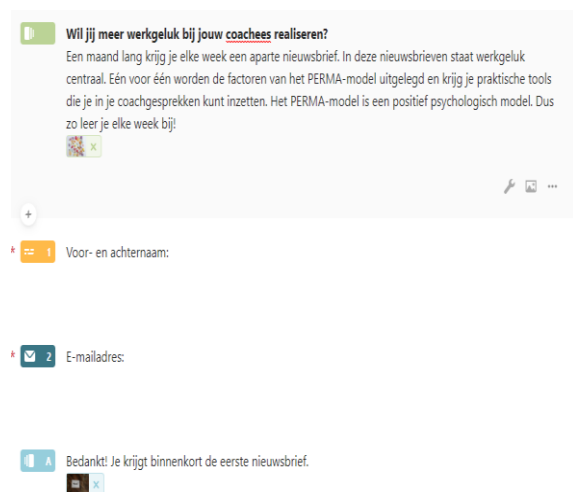 Wil jij meer werkgeluk bij jouw coachees realiseren?
Een maand lang krijg je elke week een aparte nieuwsbrief. In deze nieuwsbrieven staat werkgeluk
centraal. Eén voor één worden de factoren van het PERMA-model uitgelegd en krijg je praktische tools
die je in je coachgesprekken kunt inzetten. Het PERMA-model is een positief psychologisch model. Dus
zo leer je elke week bij!
x
+
* 1 Voor- en achternaam:
* 2 E-mailadres:
A Bedankt! Je krijgt binnenkort de eerste nieuwsbrief.
x